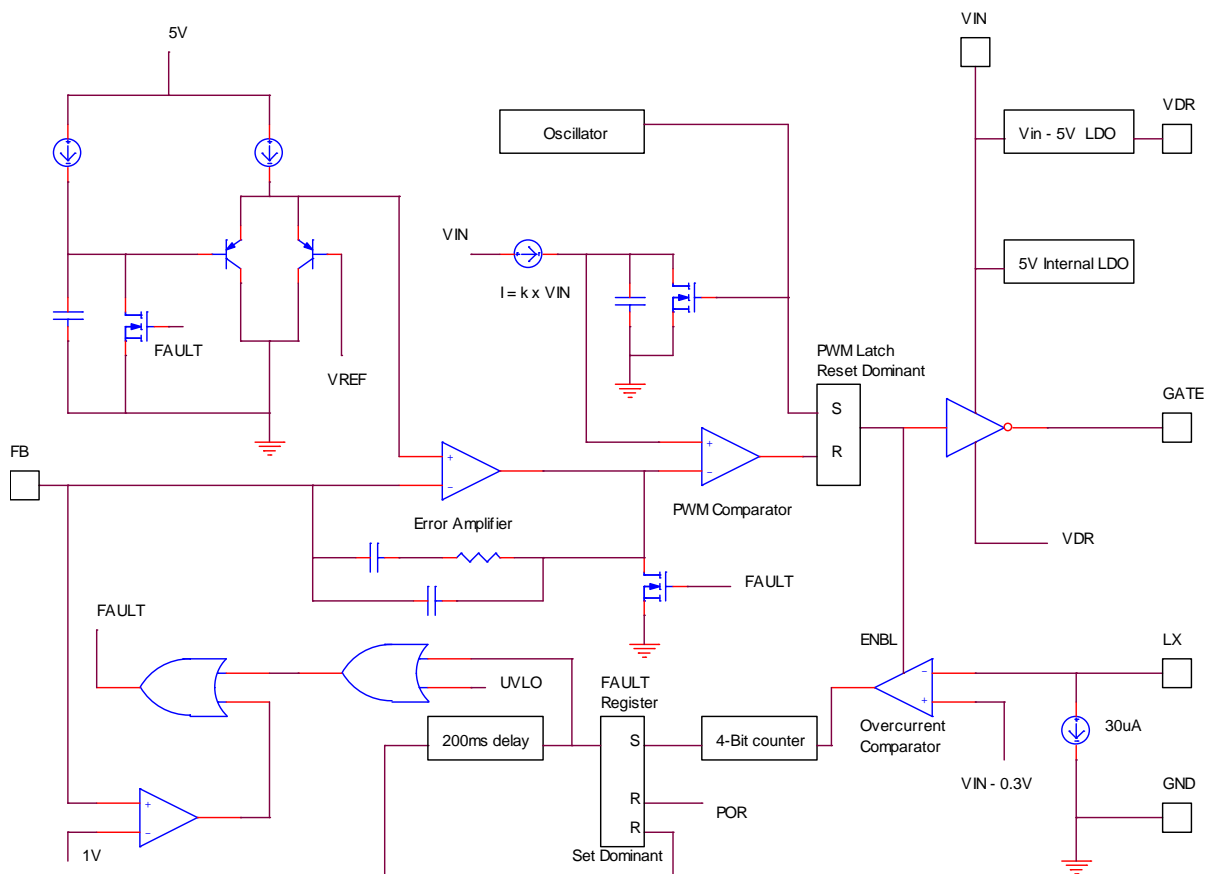 VIN
5V
VDR
Oscillator
Vin - 5V LDO
VIN
5V Internal LDO
I = k x VIN
FAULT
PWM Latch
Reset Dominant
VREF
S
GATE
R
FB
+
-
+
-
Error Amplifier
PWM Comparator
VDR
FAULT
FAULT
ENBL
LX
-
+
UVLO
FAULT
Register
Overcurrent
Comparator
30uA
200ms delay
S
4-Bit counter
VIN - 0.3V
GND
R
POR
+
-
R
1V
Set Dominant